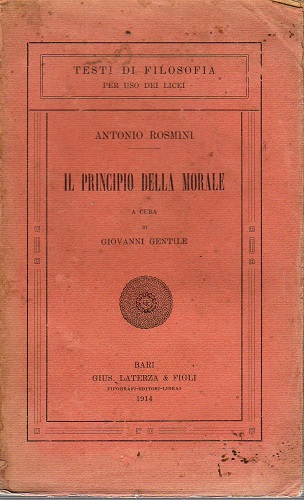 TESTI DI FILOSOFIA
PER USO DEI LICEI
ANTONIO ROSMINI
IL PRINCIPIO DELLA MORALE
A CURA
DI
GIOVANNI GENTILE
BARI
GIUS. LATERZA & FIGLI
TIPOGRAFI-EDITORI-LIBRAI
1914